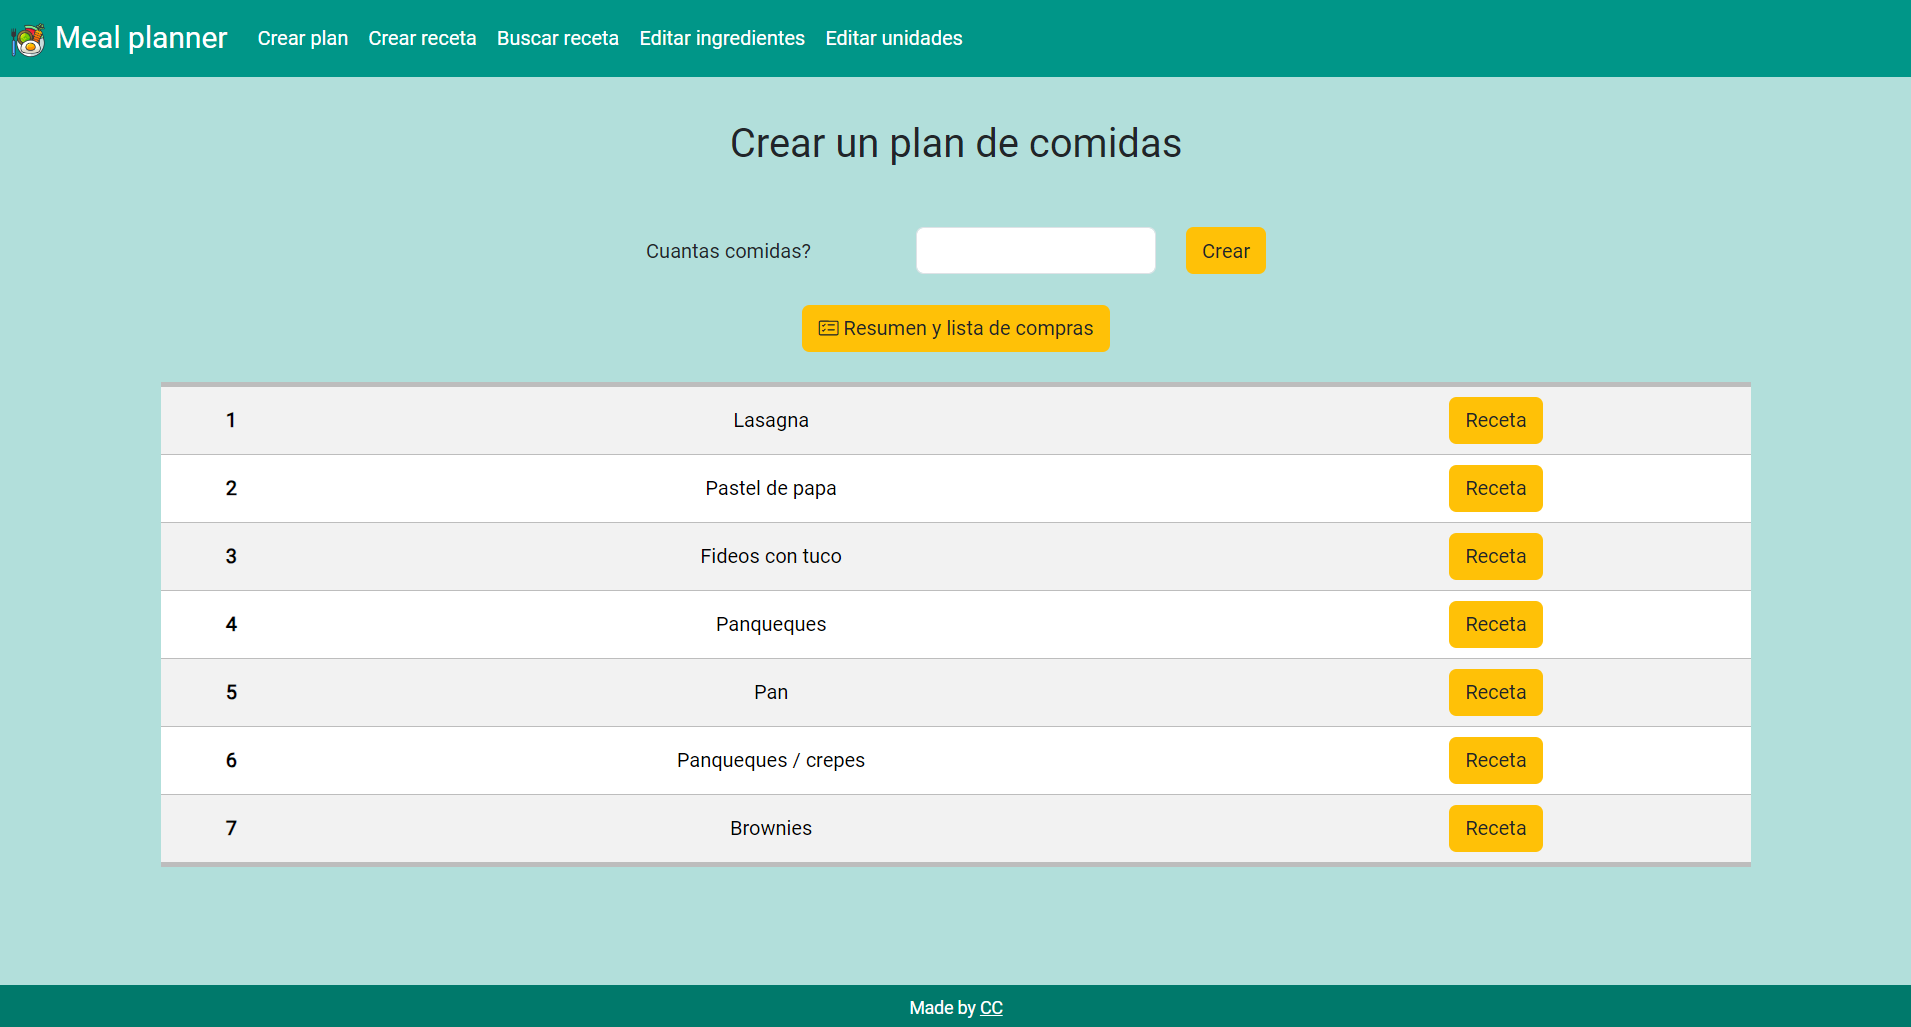 Meal planner Crear plan Crear receta Buscar receta Editar ingredientes Editar unidades
Crear un plan de comidas
Cuantas comidas? Crear
Resumen y lista de compras
1 Lasagna Receta
2 Pastel de papa Receta
3 Fideos con tuco Receta
4 Panqueques Receta
5 Pan Receta
6 Panqueques / crepes Receta
7 Brownies Receta
Made by CC